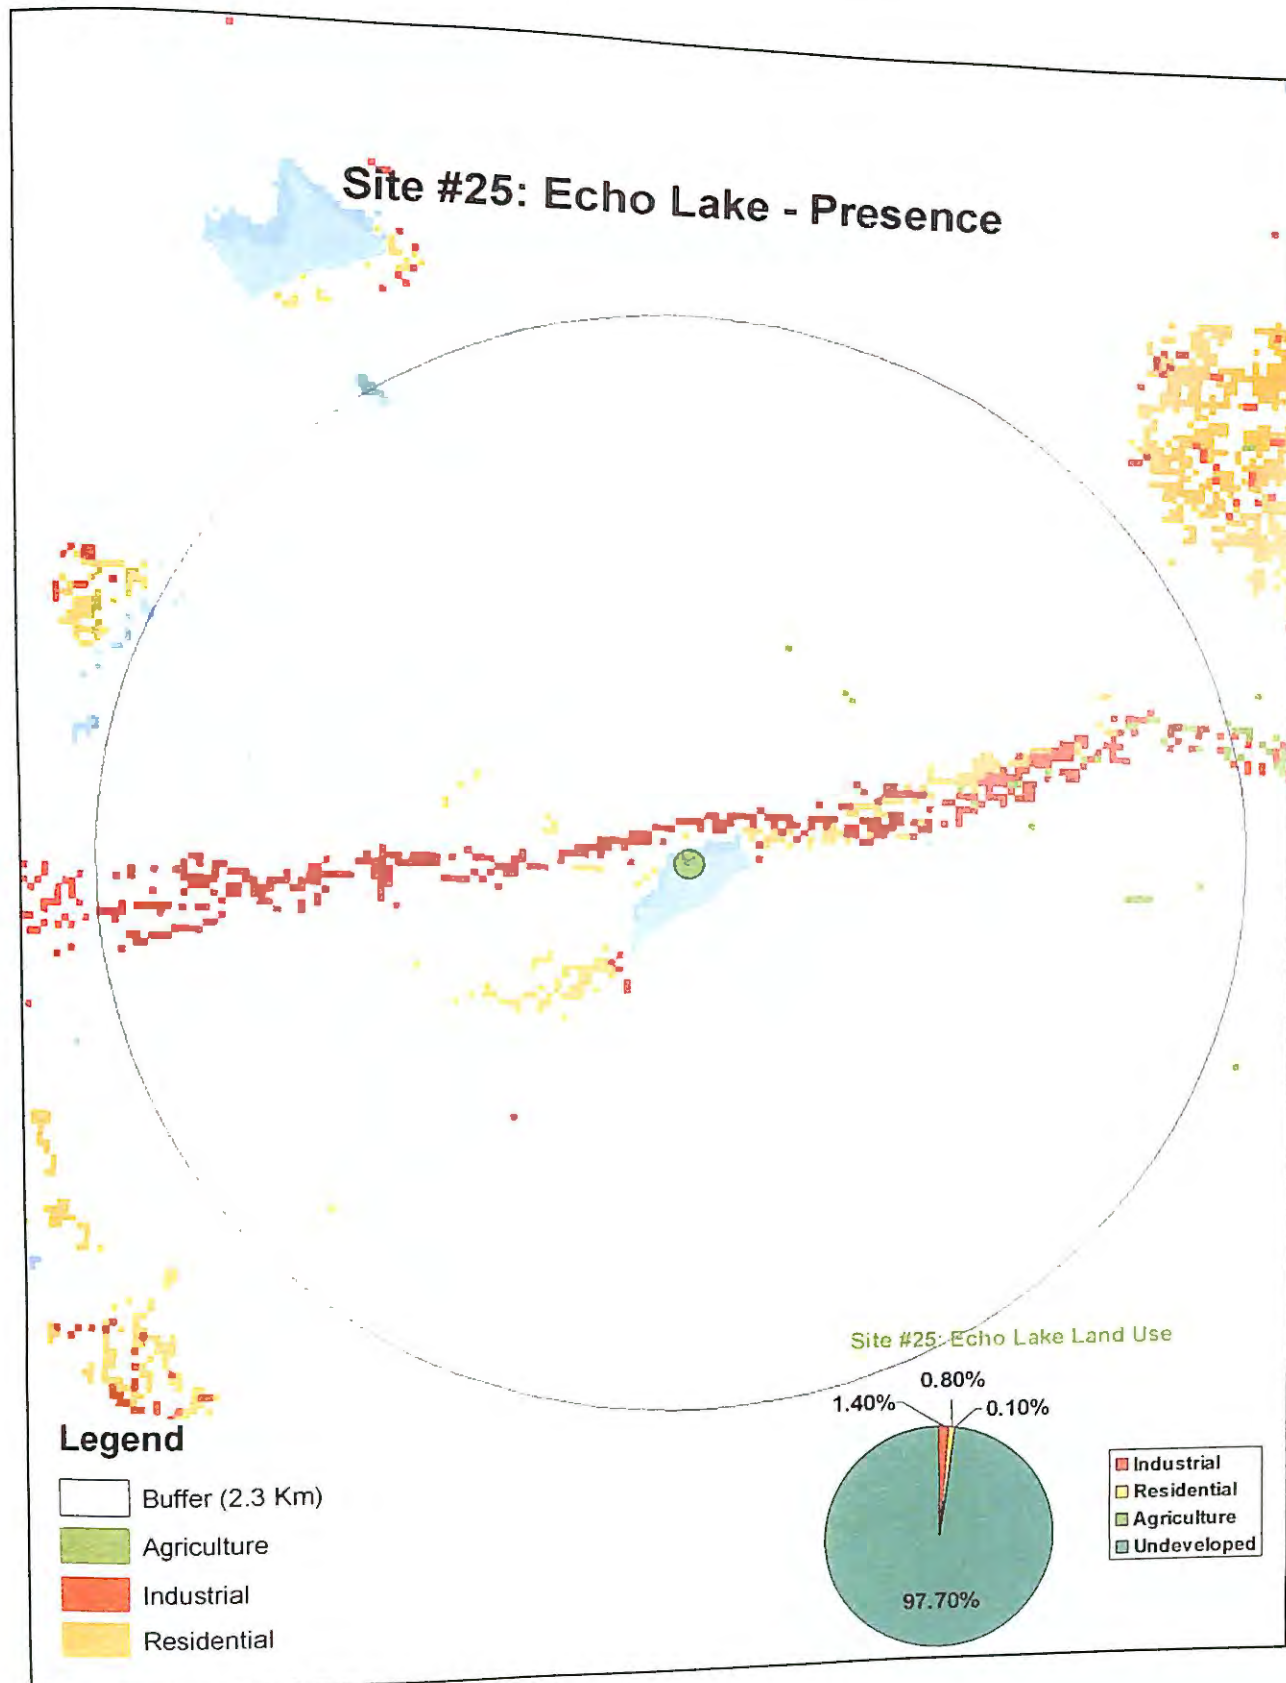 Site #25: Echo Lake - Presence
Site #25: Echo Lake Land Use
0.80%
1.40%
0.10%
97.70%
Industrial
Residential
Agriculture
Undeveloped
Legend
Buffer (2.3 Km)
Agriculture
Industrial
Residential